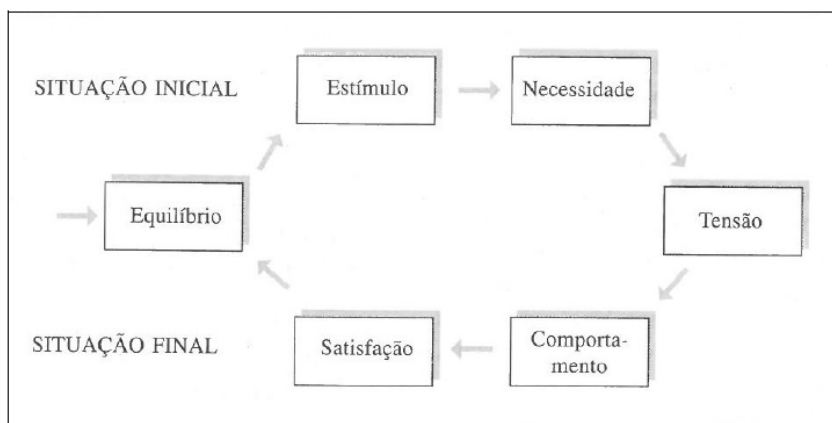 SITUAÇÃO INICIAL
Estímulo
Necessidade
Equilíbrio
Tensão
SITUAÇÃO FINAL
Satisfação
Comporta-
mento